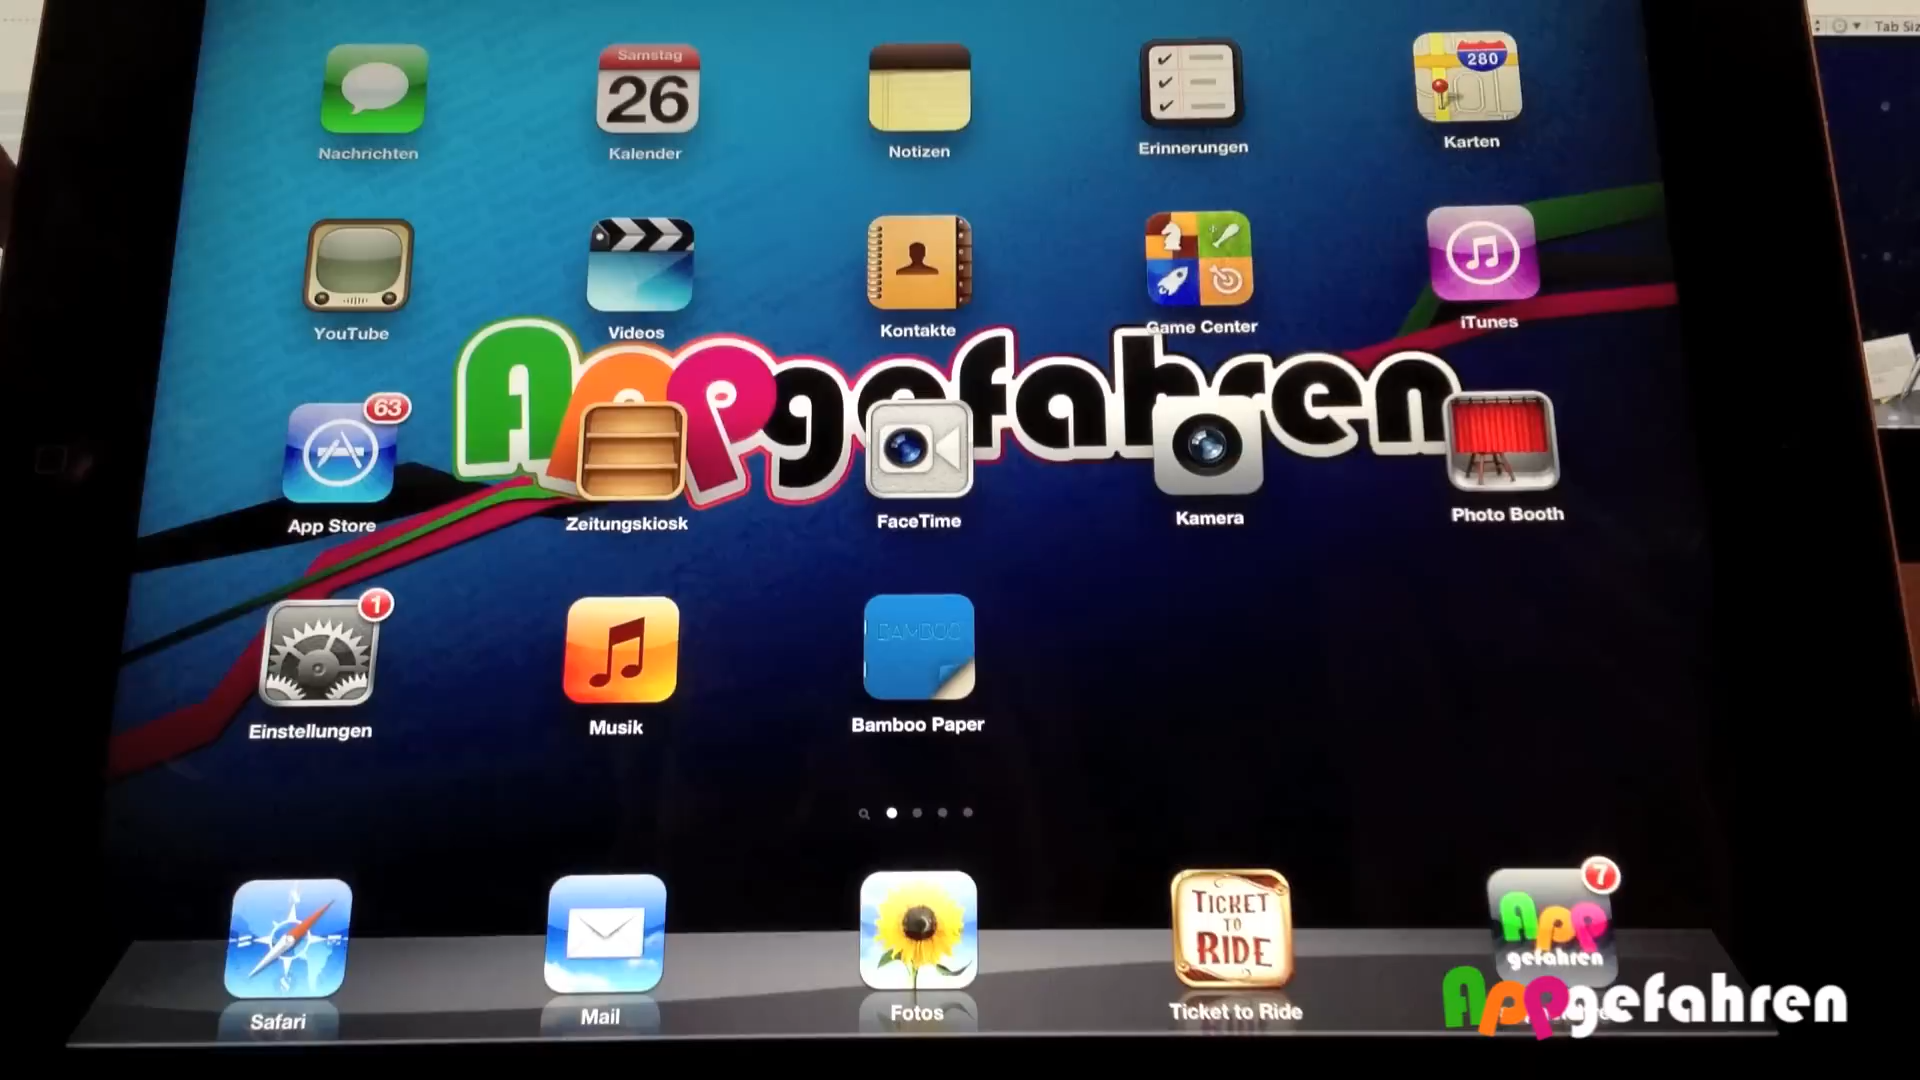 Tab Siz
Samstag
26
280
Nachrichten
Kalender
Notizen
Erinnerungen
Karten
YouTube
Videos
Kontakte
Game Center
iTunes
Appgefahren
63
App Store
Zeitungskiosk
FaceTime
Kamera
Photo Booth
1
BAMBOO
Einstellungen
Musik
Bamboo Paper
TICKET
TO
RIDE
7
App
gefahren
Safari
Mail
Fotos
Ticket to Ride
Appgefahren